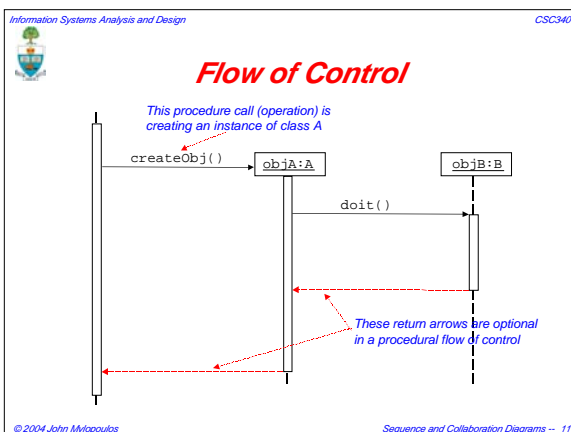 Information Systems Analysis and Design
CSC340
Flow of Control
This procedure call (operation) is
creating an instance of class A
createObj()
objA:A
objB:B
doit()
These return arrows are optional
in a procedural flow of control
© 2004 John Mylopoulos
Sequence and Collaboration Diagrams -- 11